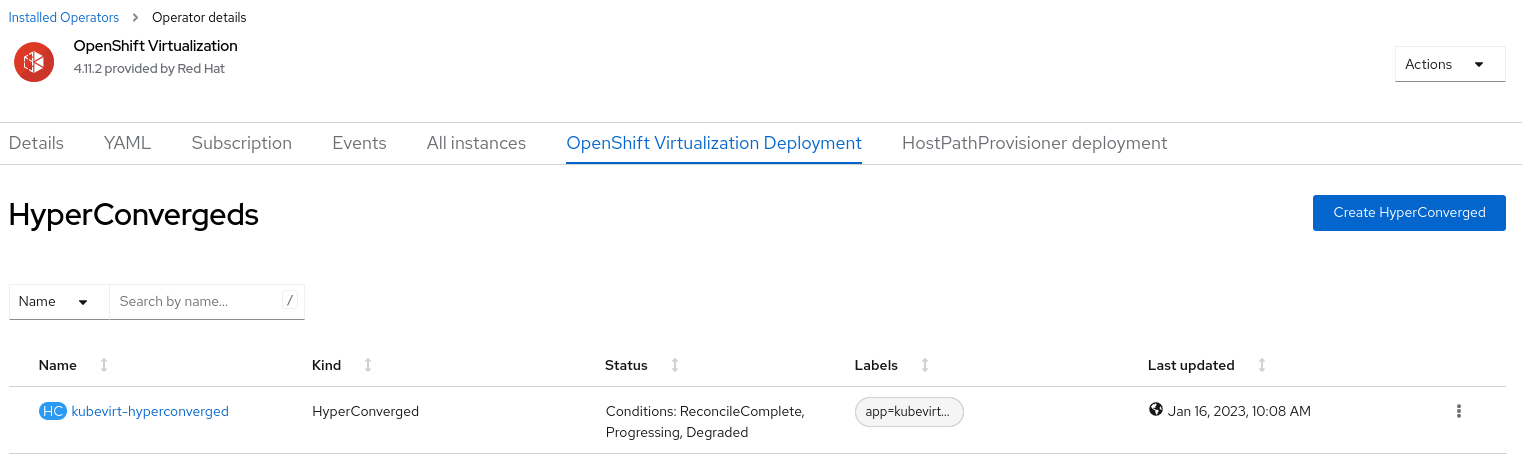 Installed Operators > Operator details
OpenShift Virtualization
4.11.2 provided by Red Hat
Actions
Details YAML Subscription Events All instances OpenShift Virtualization Deployment HostPathProvisioner deployment
HyperConvergeds
Create HyperConverged
Name Search by name... /
Name Kind Status Labels Last updated
HC kubevirt-hyperconverged HyperConverged Conditions: ReconcileComplete, app=kubevirt... Jan 16, 2023, 10:08 AM
Progressing, Degraded